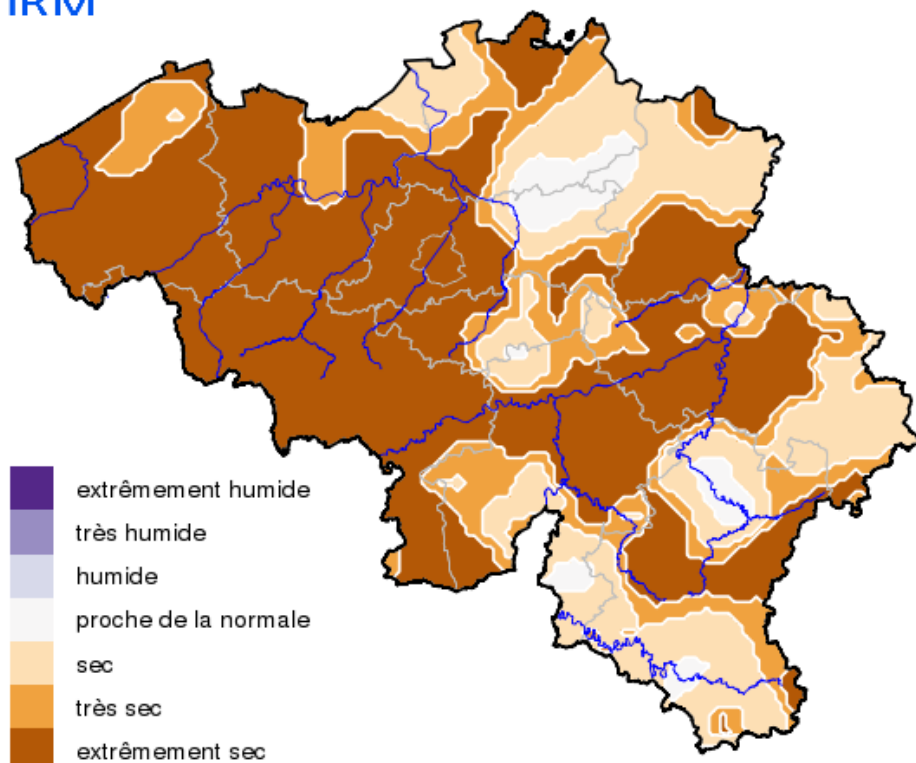 IRM
extrêmement humide
très humide
humide
proche de la normale
sec
très sec
extrêmement sec